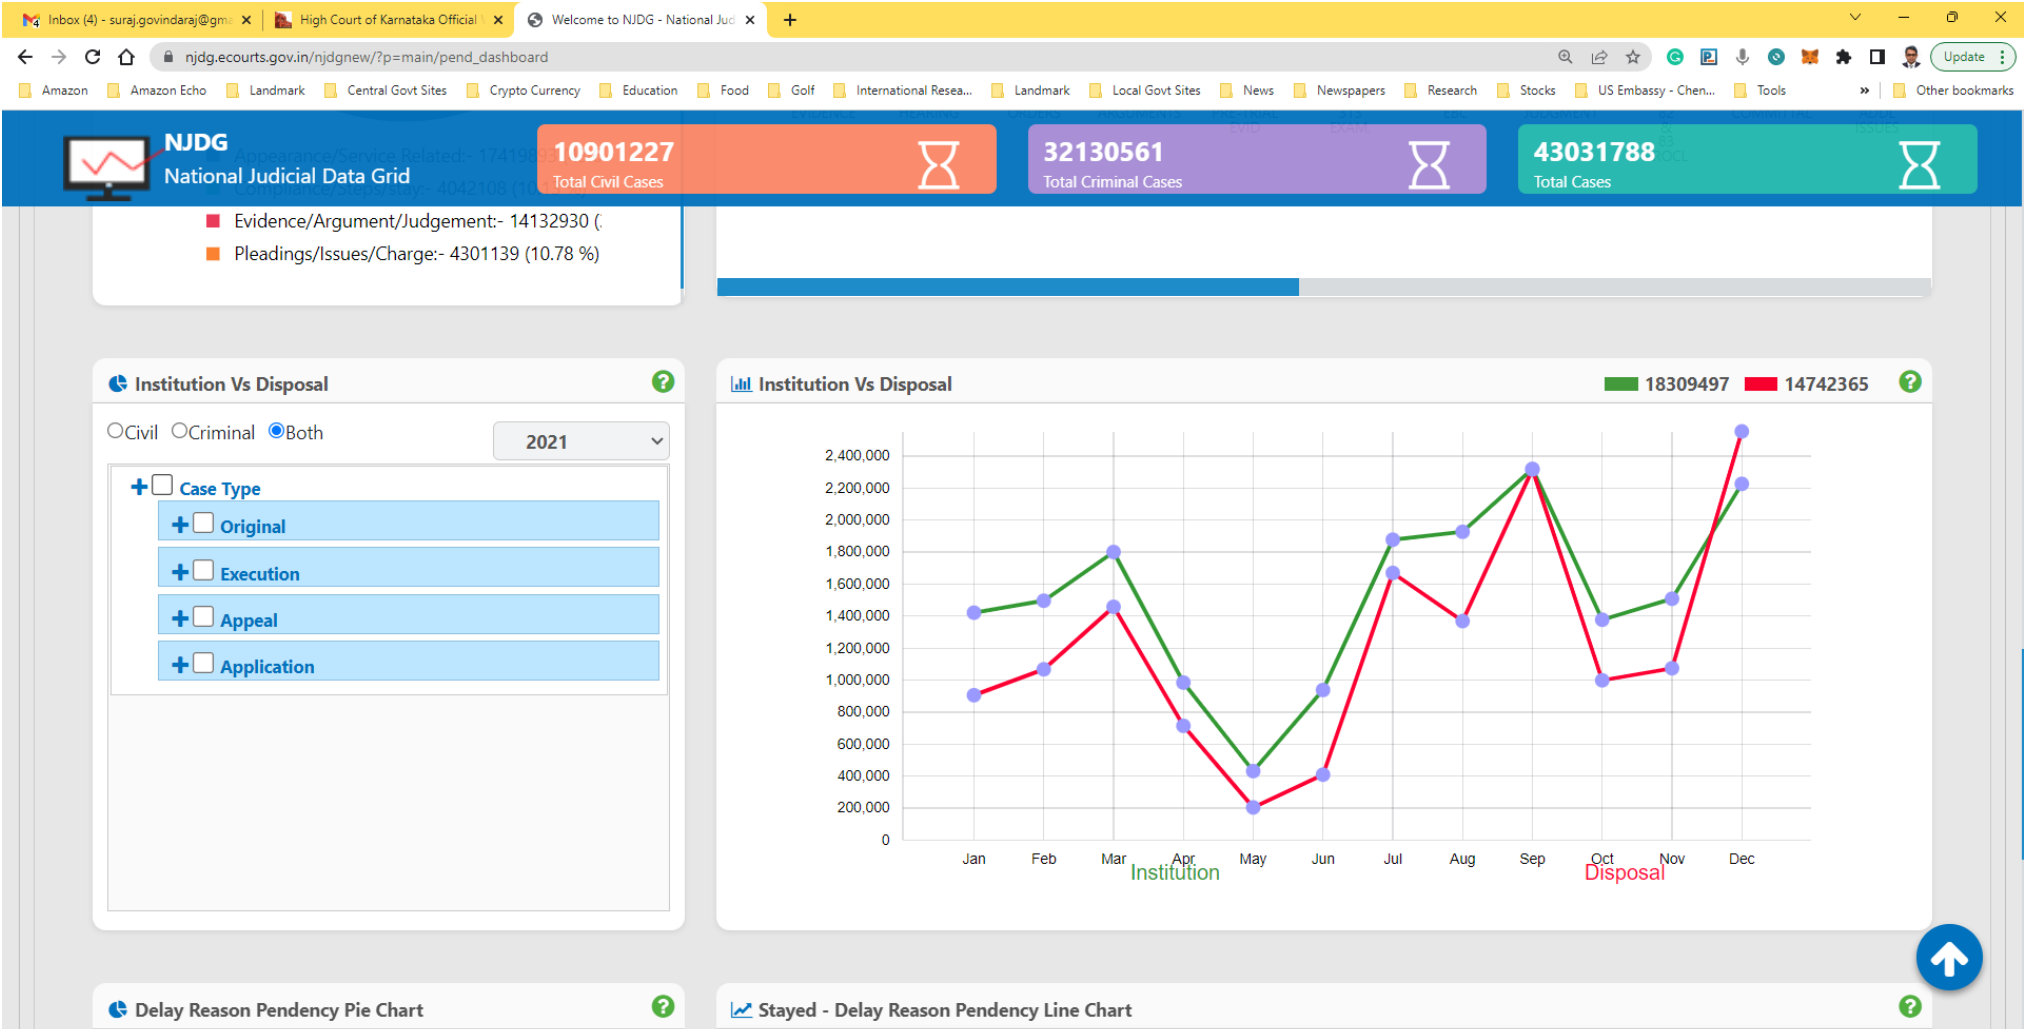 Inbox (4) - suraj.govindaraj@gm
High Court of Karnataka Official
Welcome to NJDG - National Jud
njdg.ecourts.gov.in/njdgnew/?p=main/pend_dashboard
Update
Amazon
Amazon Echo
Landmark
Central Govt Sites
Crypto Currency
Education
Food
Golf
International Resea...
Landmark
Local Govt Sites
News
Newspapers
Research
Stocks
US Embassy - Chen...
Tools
»
Other bookmarks
NJDG
National Judicial Data Grid
10901227
Total Civil Cases
32130561
Total Criminal Cases
43031788
Total Cases
Evidence/Argument/Judgement:- 14132930 (
Pleadings/Issues/Charge:- 4301139 (10.78 %)
Institution Vs Disposal
Civil Criminal Both
2021
Case Type
Original
Execution
Appeal
Application
Institution Vs Disposal
18309497 14742365
2,400,000
2,200,000
2,000,000
1,800,000
1,600,000
1,400,000
1,200,000
1,000,000
800,000
600,000
400,000
200,000
0
Jan Feb Mar Apr May Jun Jul Aug Sep Oct Nov Dec
Institution
Disposal
Delay Reason Pendency Pie Chart
Stayed - Delay Reason Pendency Line Chart